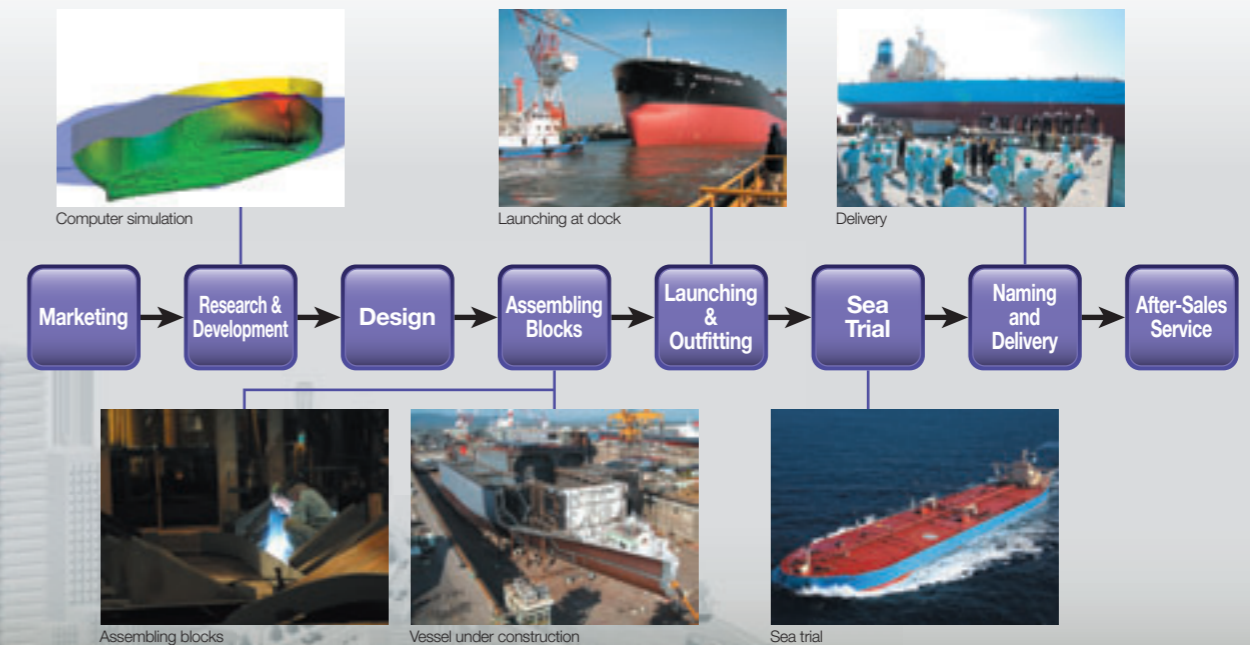 Computer simulation
Launching at dock
Delivery
Marketing
Research &
Development
Design
Assembling
Blocks
Launching
&
Outfitting
Sea
Trial
Naming
and
Delivery
After-Sales
Service
Assembling blocks
Vessel under construction
Sea trial